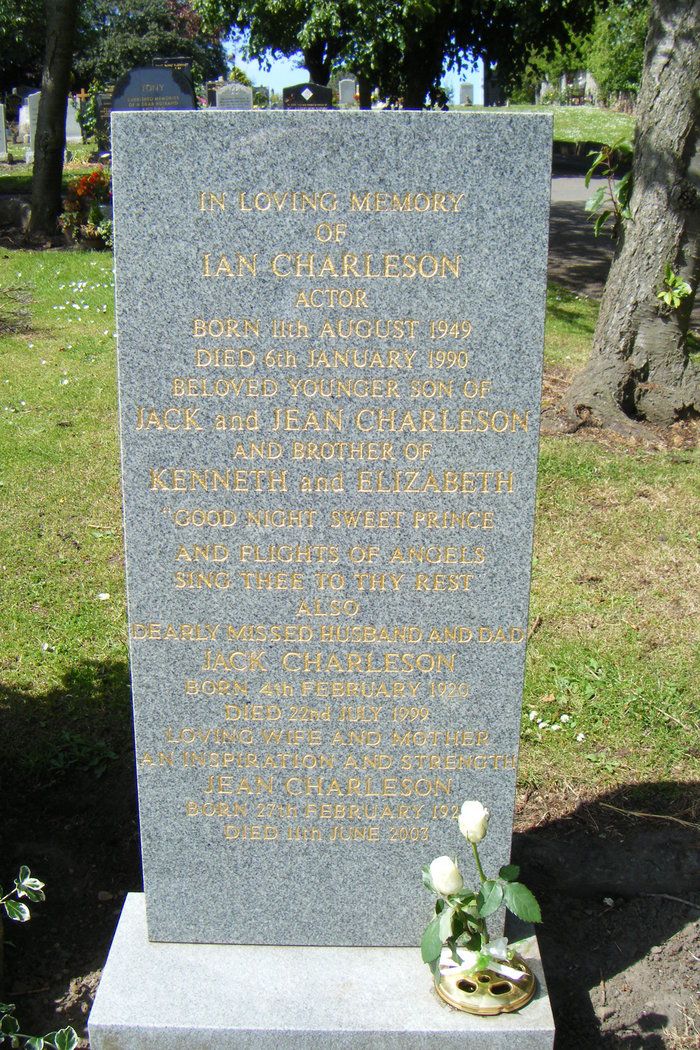 TONY
IN LOVING MEMORY
OF
IAN CHARLESON
ACTOR
BORN 11th AUGUST 1949
DIED 6th JANUARY 1990
BELOVED YOUNGER SON OF
JACK and JEAN CHARLESON
AND BROTHER OF
KENNETH and ELIZABETH
"GOOD NIGHT SWEET PRINCE
AND FLIGHTS OF ANGELS
SING THEE TO THY REST
ALSO
DEARLY MISSED HUSBAND AND DAD
JACK CHARLESON
BORN 4th FEBRUARY 1920
DIED 22nd JULY 1999
LOVING WIFE AND MOTHER
AN INSPIRATION AND STRENGTH
JEAN CHARLESON
BORN 27th FEBRUARY
DIED 11th JUNE 2003